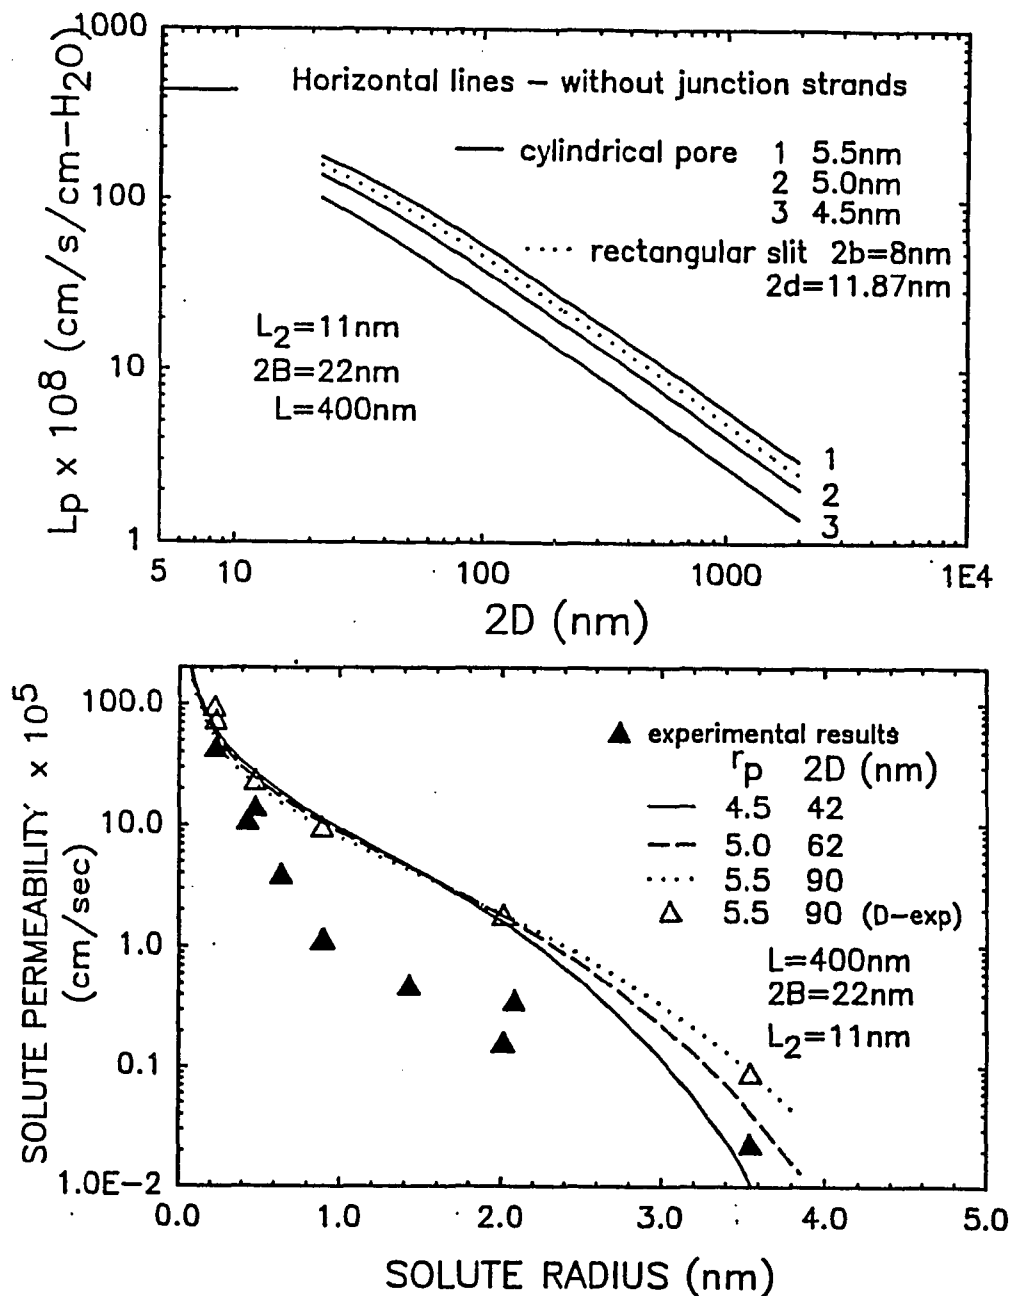 1000
100
10
1
Lp x 10⁸ (cm/s/cm−H₂O)
Horizontal lines − without junction strands
cylindrical pore 1 5.5nm
2 5.0nm
3 4.5nm
rectangular slit 2b=8nm
2d=11.87nm
L₂=11nm
2B=22nm
L=400nm
1
2
3
5 10 100 1000 1E4
2D (nm)
SOLUTE PERMEABILITY x 10⁵
(cm/sec)
100.0
10.0
1.0
0.1
1.0E−2
experimental results
rp 2D (nm)
4.5 42
5.0 62
5.5 90
5.5 90 (D−exp)
L=400nm
2B=22nm
L₂=11nm
0.0 1.0 2.0 3.0 4.0 5.0
SOLUTE RADIUS (nm)